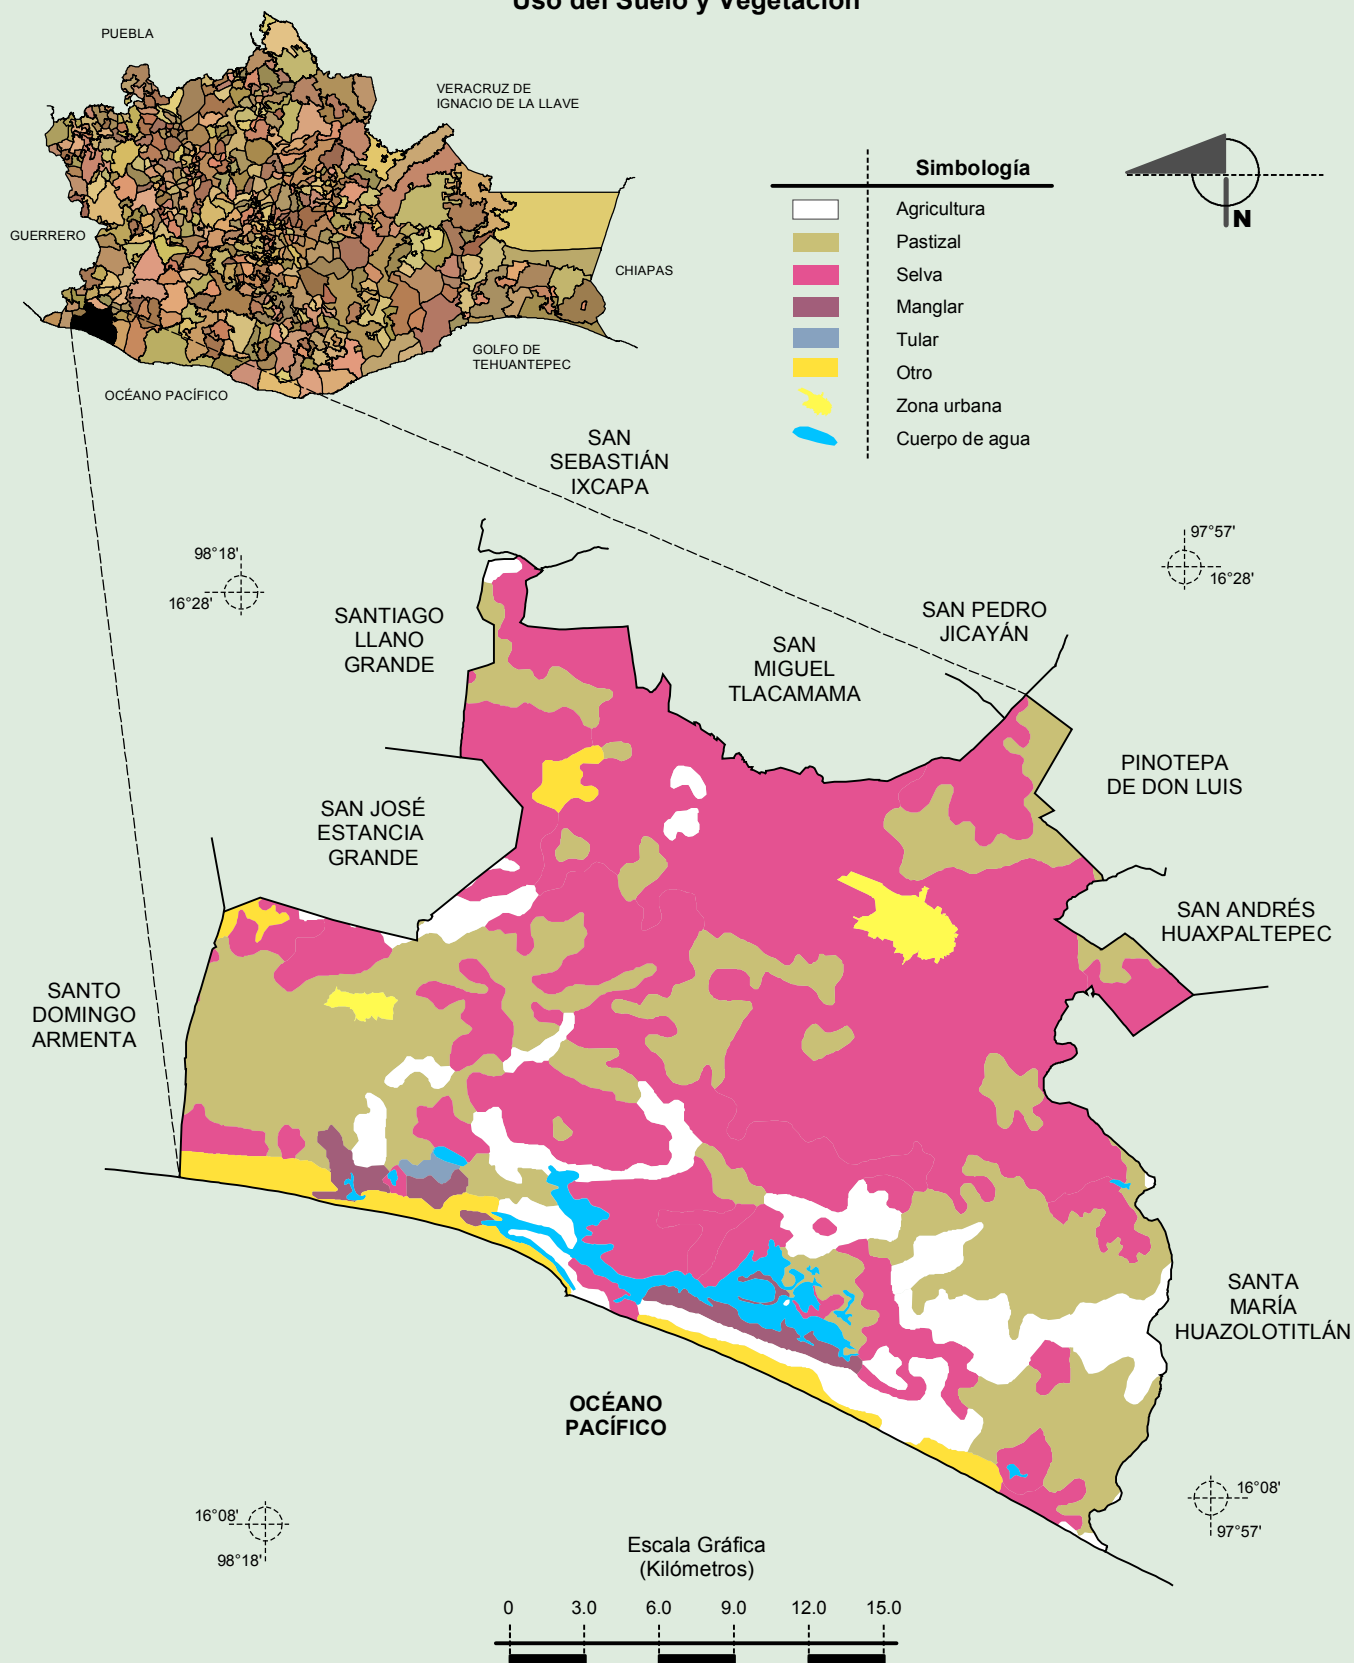 Uso del Suelo y Vegetación
PUEBLA
VERACRUZ DE
IGNACIO DE LA LLAVE
GUERRERO
CHIAPAS
GOLFO DE
TEHUANTEPEC
OCÉANO PACÍFICO
Simbología
Agricultura
Pastizal
Selva
Manglar
Tular
Otro
Zona urbana
Cuerpo de agua
N
SAN
SEBASTIÁN
IXCAPA
98°18'
16°28'
97°57'
16°28'
SANTIAGO
LLANO
GRANDE
SAN
MIGUEL
TLACAMAMA
SAN PEDRO
JICAYÁN
PINOTEPA
DE DON LUIS
SAN JOSÉ
ESTANCIA
GRANDE
SAN ANDRÉS
HUAXPALTEPEC
SANTO
DOMINGO
ARMENTA
SANTA
MARÍA
HUAZOLOTITLÁN
OCÉANO
PACÍFICO
16°08'
98°18'
16°08'
97°57'
Escala Gráfica
(Kilómetros)
0 3.0 6.0 9.0 12.0 15.0